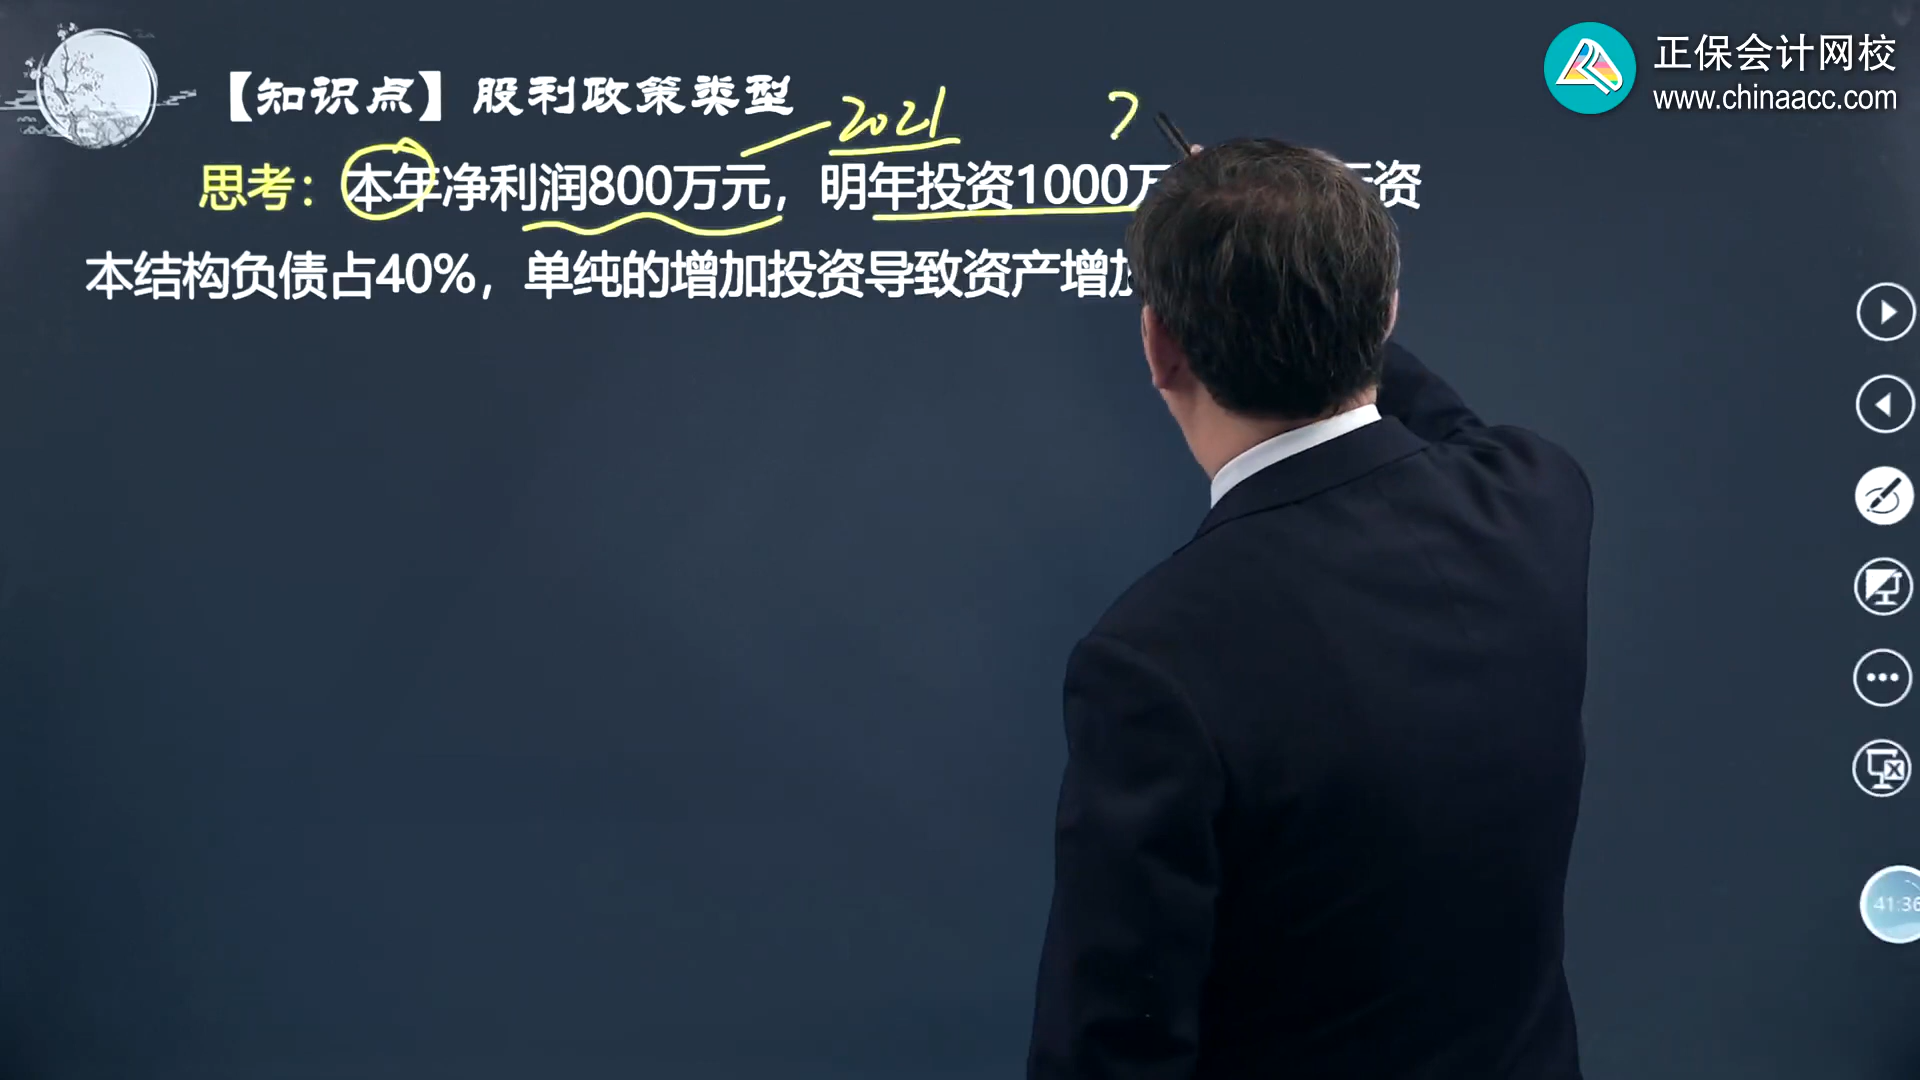 正保会计网校
www.chinaacc.com
【知识点】股利政策类型
2021
思考：本年净利润800万元，明年投资1000万 资
本结构负债占40%，单纯的增加投资导致资产增加
41:36